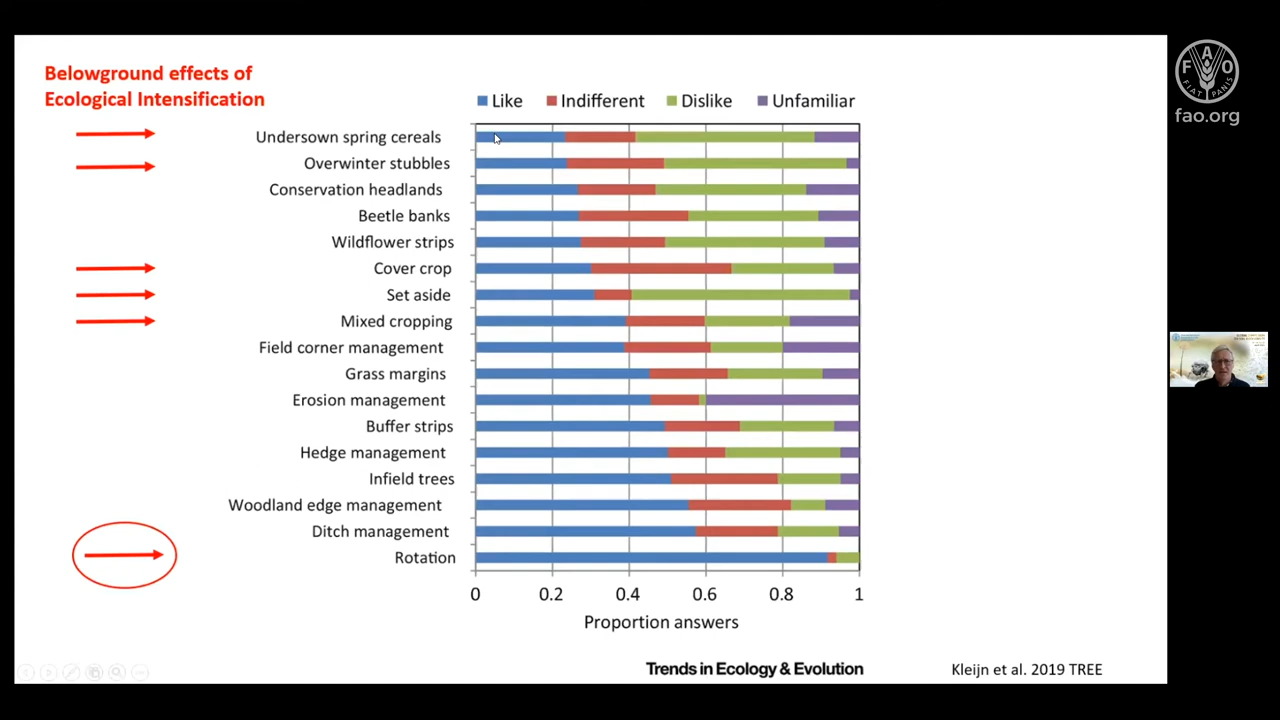 Belowground effects of
Ecological Intensification
Like Indifferent Dislike Unfamiliar
Undersown spring cereals
Overwinter stubbles
Conservation headlands
Beetle banks
Wildflower strips
Cover crop
Set aside
Mixed cropping
Field corner management
Grass margins
Erosion management
Buffer strips
Hedge management
Infield trees
Woodland edge management
Ditch management
Rotation
0 0.2 0.4 0.6 0.8 1
Proportion answers
Trends in Ecology & Evolution
Kleijn et al. 2019 TREE
F A O
FIAT PANIS
fao.org